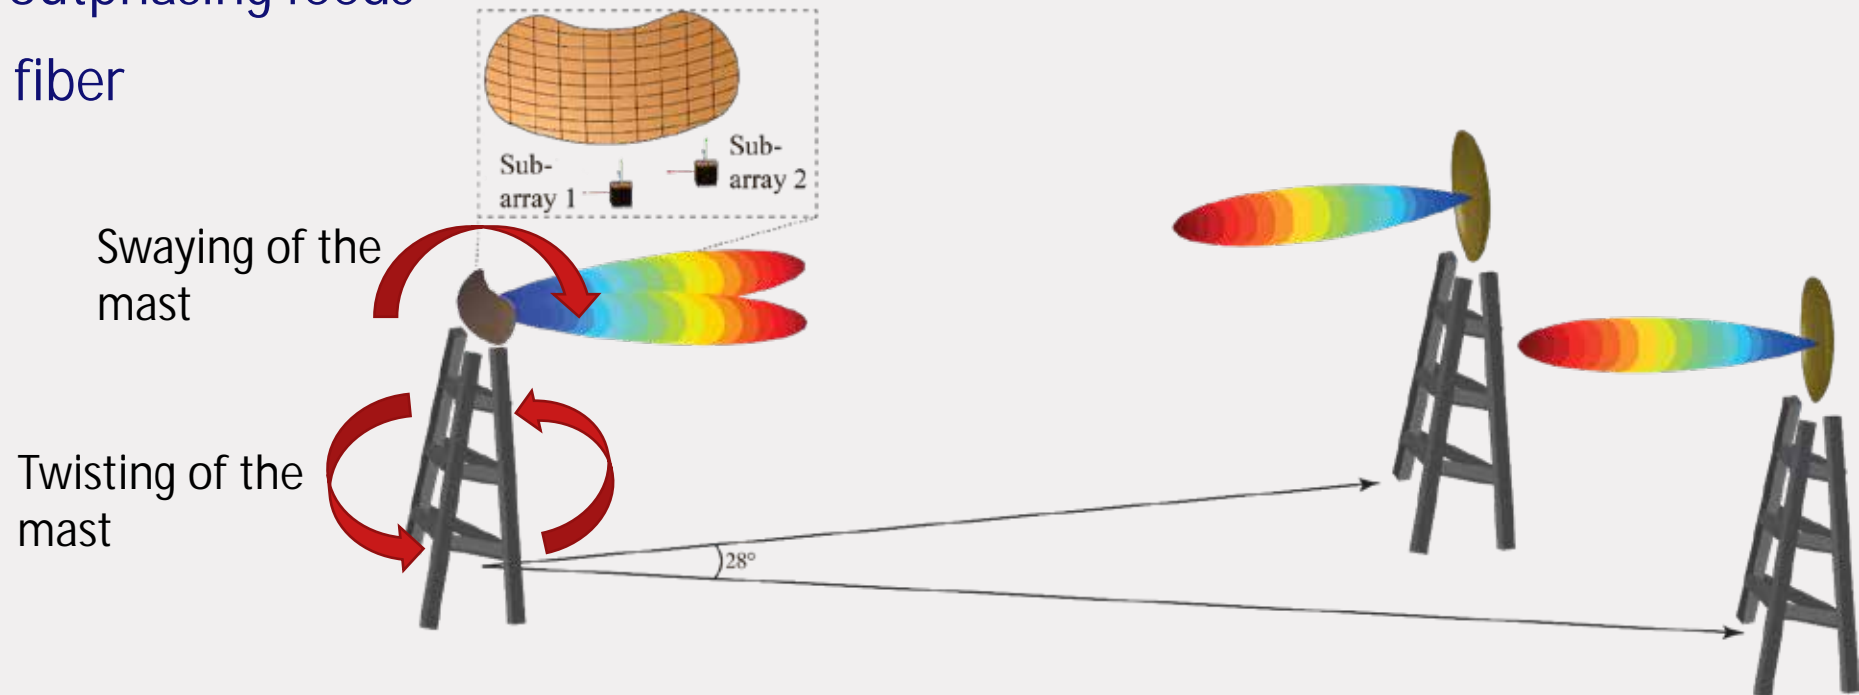 fiber
Sub-
array 1
Sub-
array 2
Swaying of the
mast
Twisting of the
mast
28°